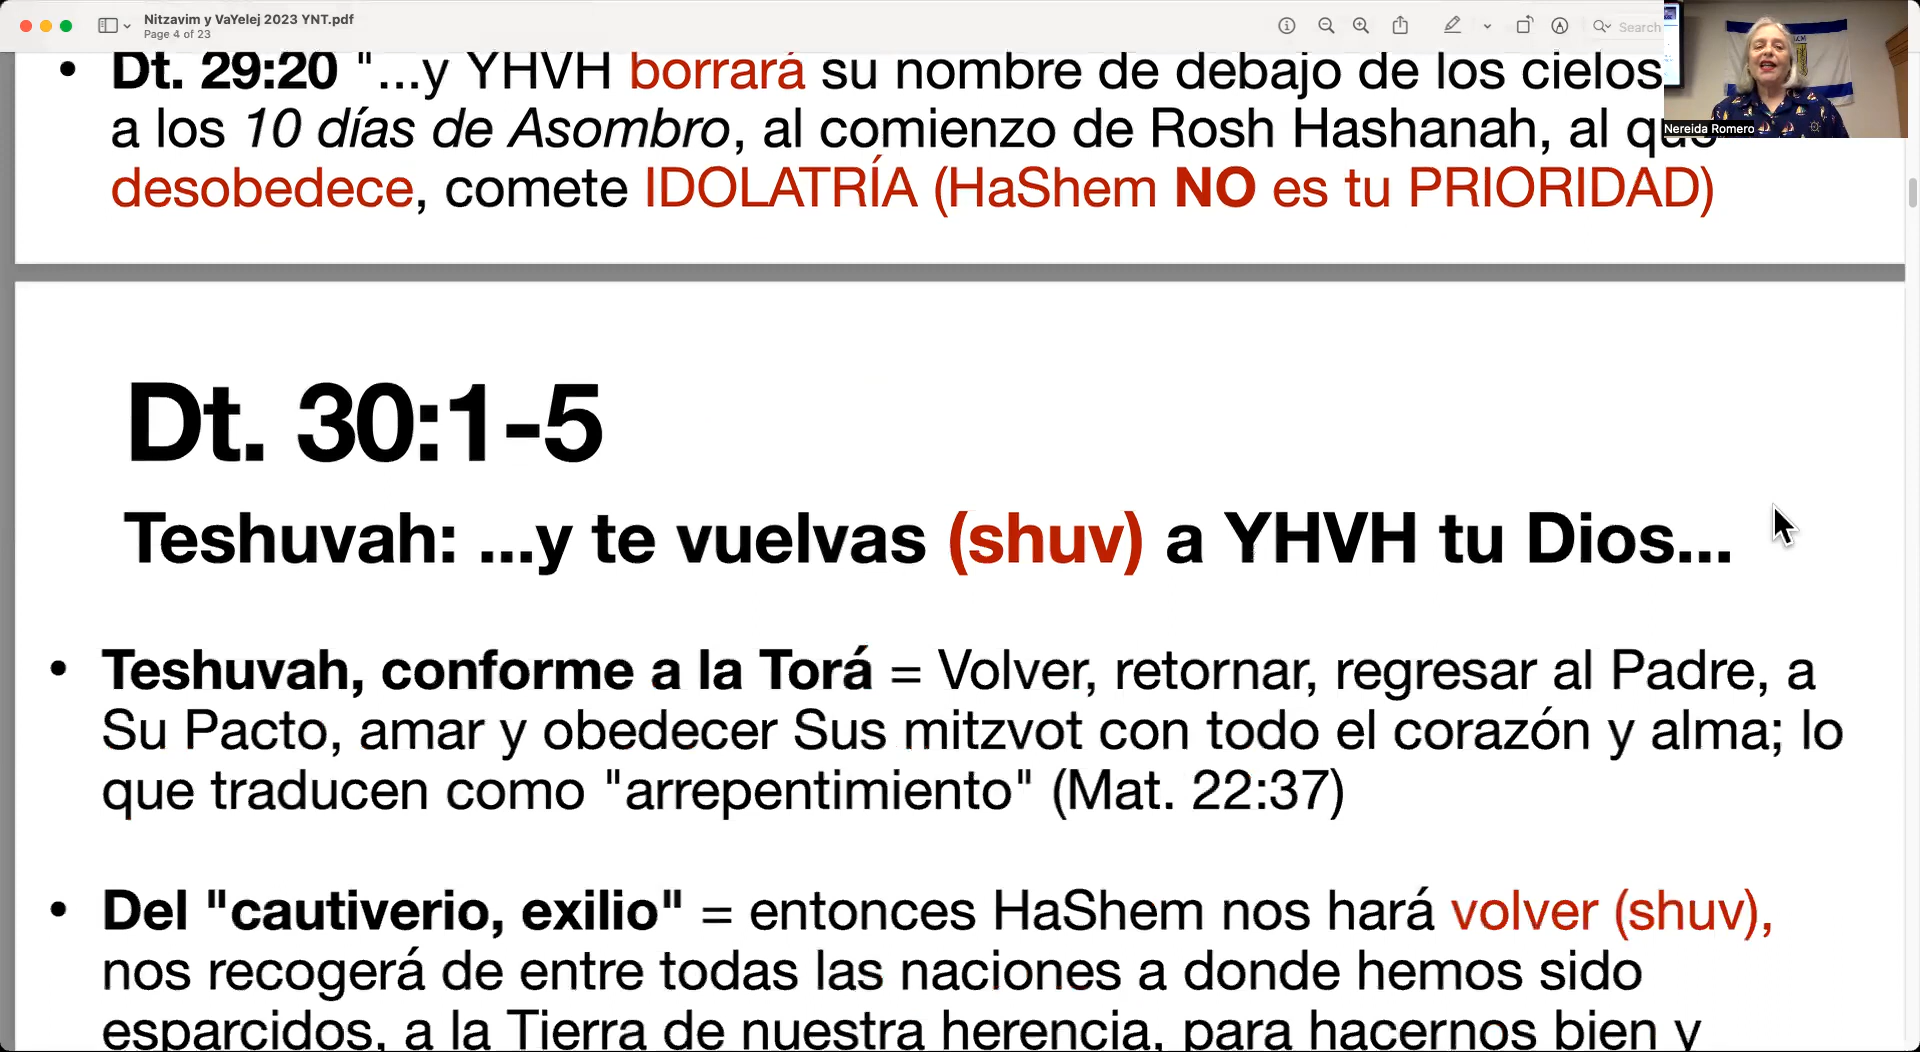 Nitzavim y VaYelej 2023 YNT.pdf
Page 4 of 23
Search
Nereida Romero
• Dt. 29:20 "...y YHVH borrará su nombre de debajo de los cielos
a los 10 días de Asombro, al comienzo de Rosh Hashanah, al que
desobedece, comete IDOLATRÍA (HaShem NO es tu PRIORIDAD)
Dt. 30:1-5
Teshuvah: ...y te vuelvas (shuv) a YHVH tu Dios...
• Teshuvah, conforme a la Torá = Volver, retornar, regresar al Padre, a
Su Pacto, amar y obedecer Sus mitzvot con todo el corazón y alma; lo
que traducen como "arrepentimiento" (Mat. 22:37)
• Del "cautiverio, exilio" = entonces HaShem nos hará volver (shuv),
nos recogerá de entre todas las naciones a donde hemos sido
esparcidos, a la Tierra de nuestra herencia, para hacernos bien y